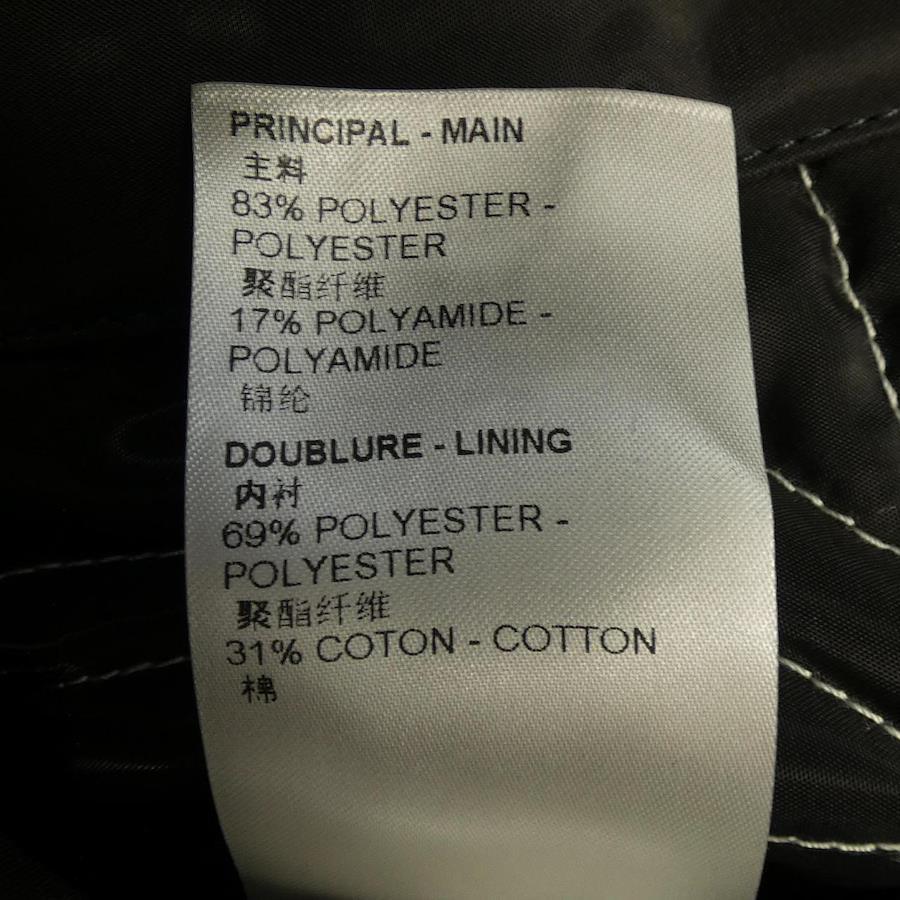 PRINCIPAL - MAIN
主料
83% POLYESTER -
POLYESTER
聚酯纤维
17% POLYAMIDE -
POLYAMIDE
锦纶
DOUBLURE - LINING
内衬
69% POLYESTER -
POLYESTER
聚酯纤维
31% COTON - COTTON
棉